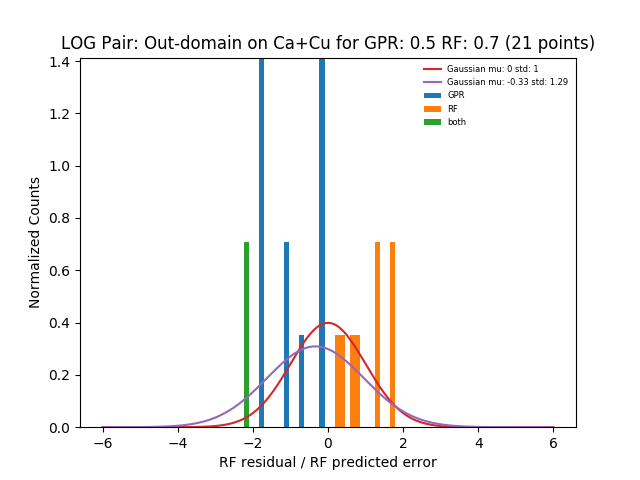 LOG Pair: Out-domain on Ca+Cu for GPR: 0.5 RF: 0.7 (21 points)
Gaussian mu: 0 std: 1
Gaussian mu: -0.33 std: 1.29
GPR
RF
both
1.4
1.2
1.0
0.8
0.6
0.4
0.2
0.0
Normalized Counts
−6 −4 −2 0 2 4 6
RF residual / RF predicted error